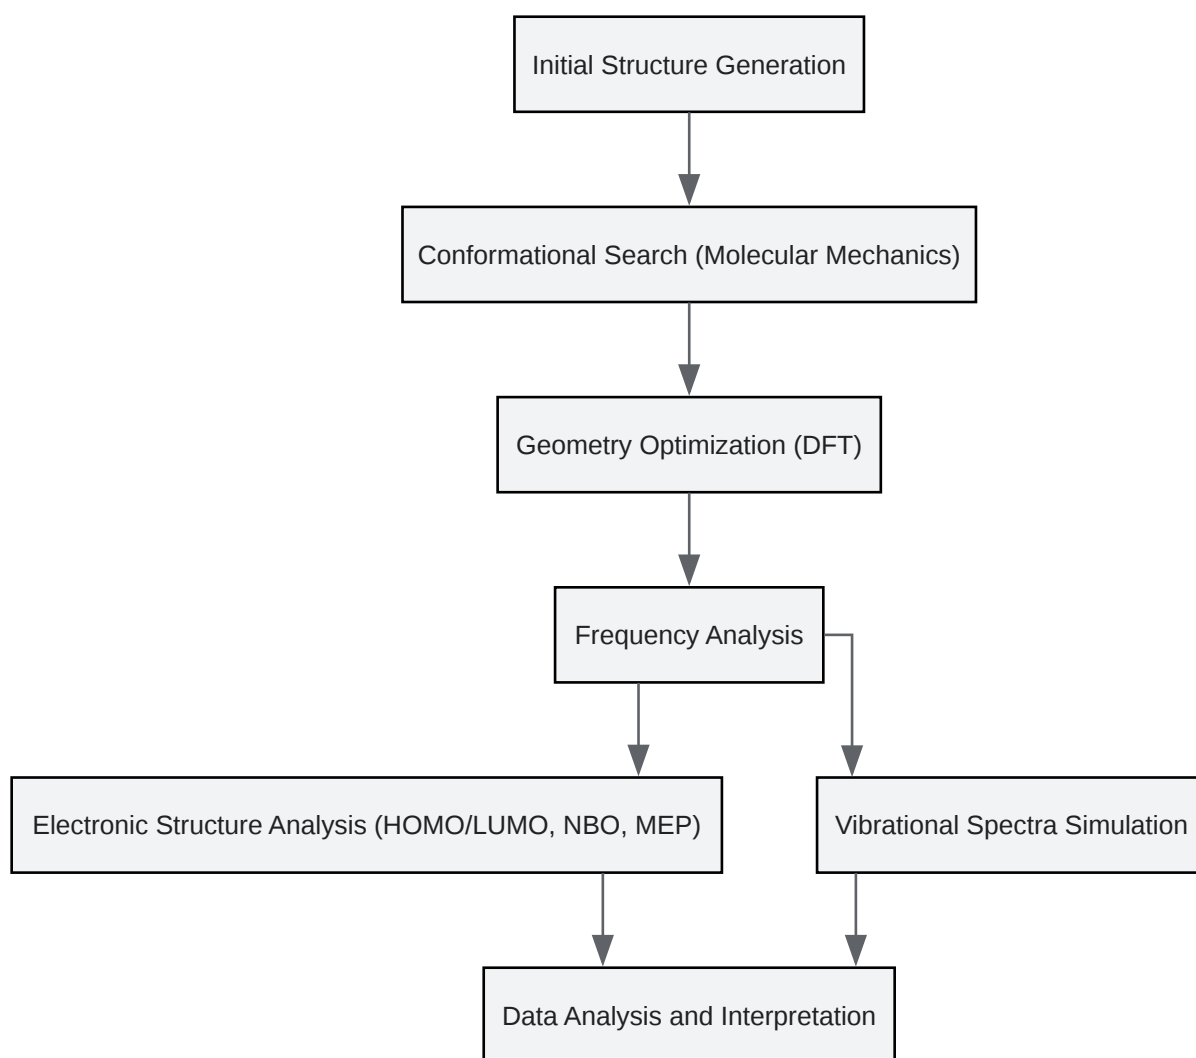 Initial Structure Generation
Conformational Search (Molecular Mechanics)
Geometry Optimization (DFT)
Frequency Analysis
Electronic Structure Analysis (HOMO/LUMO, NBO, MEP)
Vibrational Spectra Simulation
Data Analysis and Interpretation